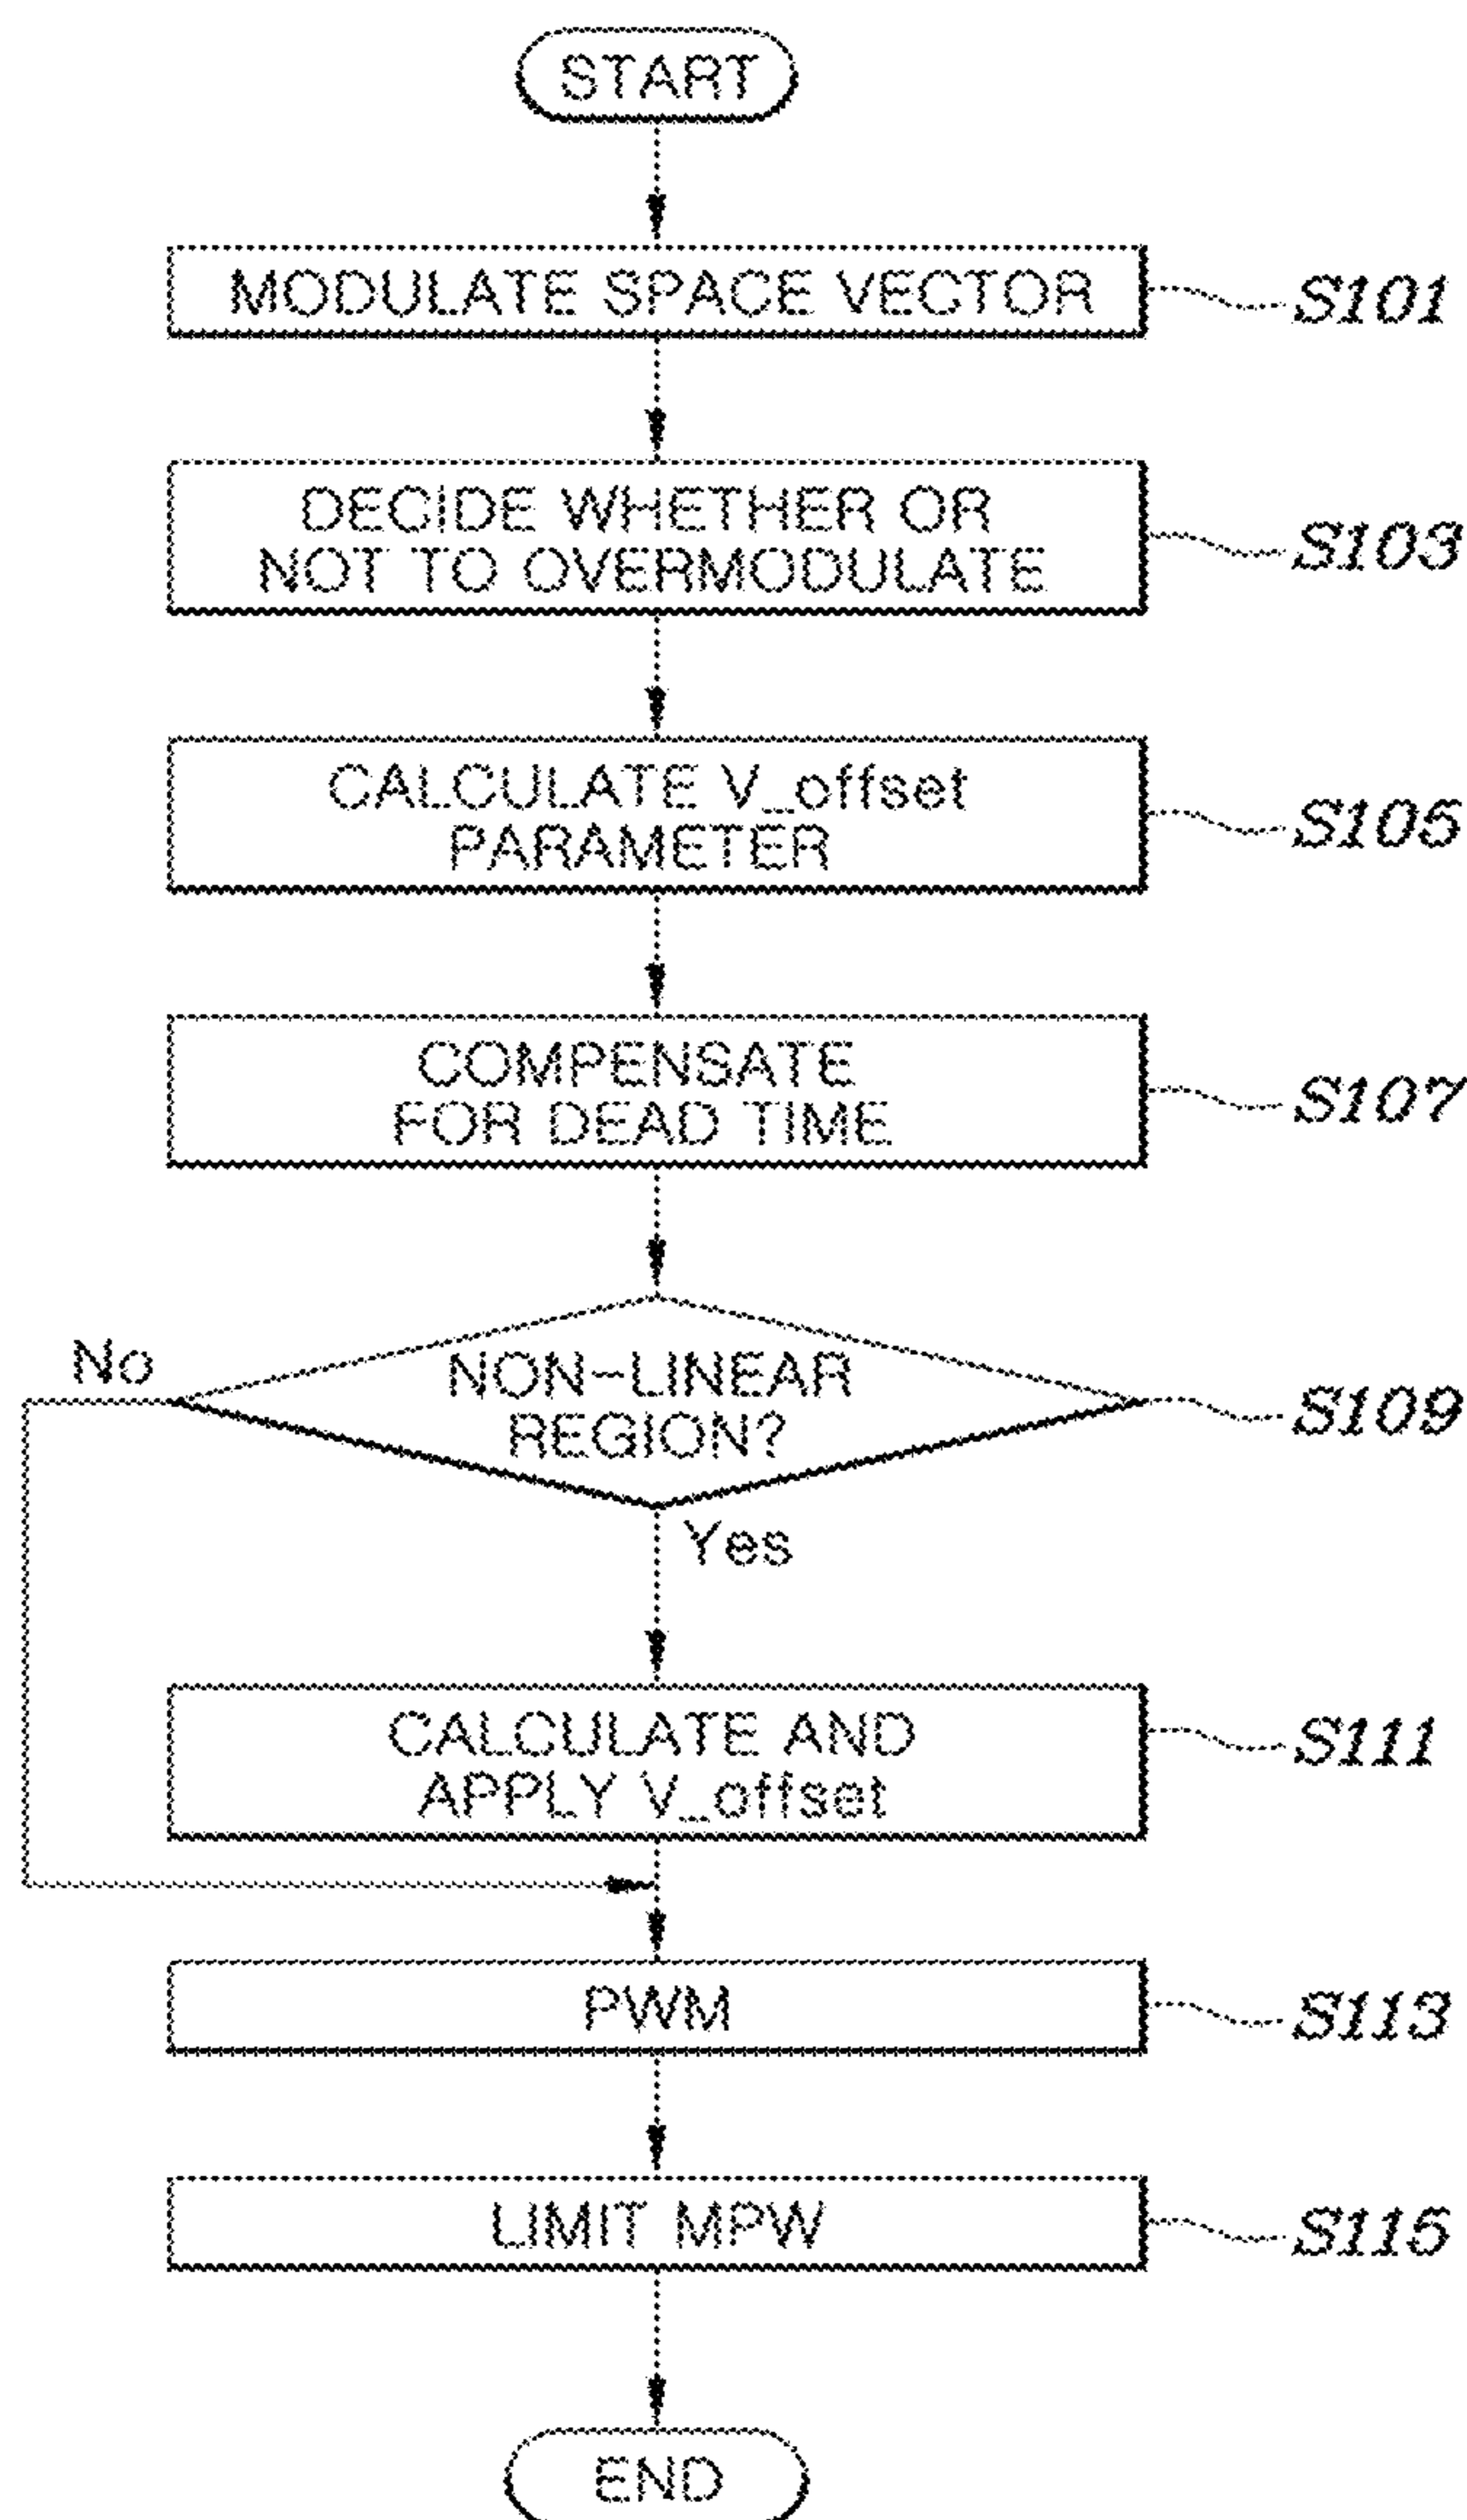 START
MODULATE SPACE VECTOR
S101
DECIDE WHETHER OR
NOT TO OVERMODULATE
S103
CALCULATE V_offset
PARAMETER
S105
COMPENSATE
FOR DEAD TIME
S107
No
NON-LINEAR
REGION?
S109
Yes
CALCULATE AND
APPLY V_offset
S111
PWM
S113
LIMIT MPW
S115
END